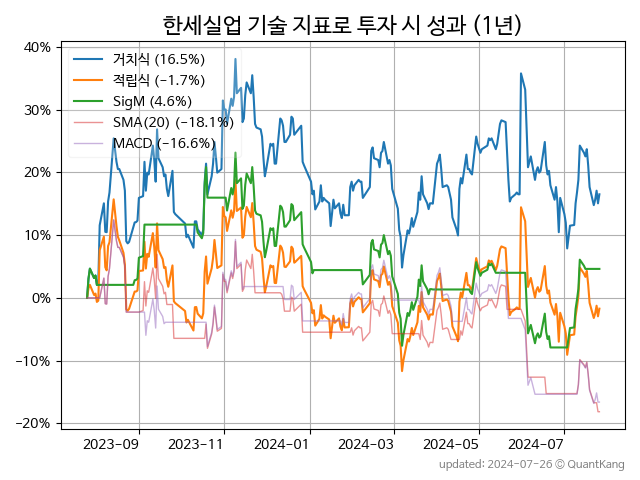 한세실업 기술 지표로 투자 시 성과 (1년)
40%
30%
20%
10%
0%
−10%
−20%
거치식 (16.5%)
적립식 (−1.7%)
SigM (4.6%)
SMA(20) (−18.1%)
MACD (−16.6%)
2023-09 2023-11 2024-01 2024-03 2024-05 2024-07
updated: 2024-07-26 © QuantKang